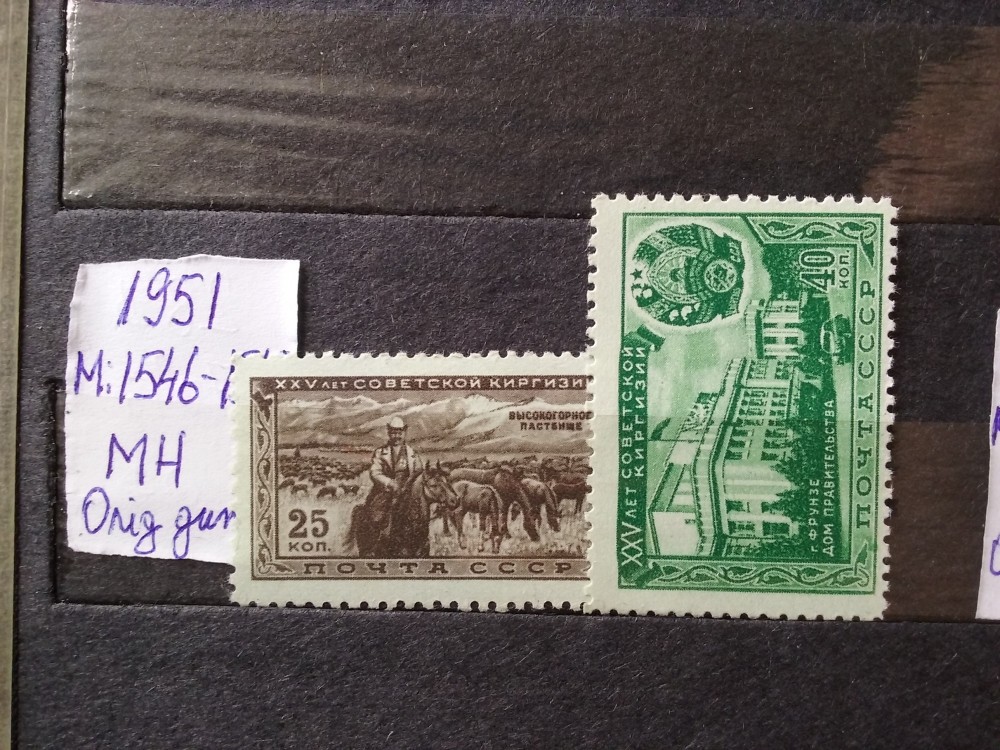 1951
Mi1546-
MH
Orig gum
XXV ЛЕТ СОВЕТСКОЙ КИРГИЗИИ
ВЫСОКОГОРНОЕ
ПАСТБИЩЕ
25
КОП.
ПОЧТА СССР
XXV ЛЕТ СОВЕТСКОЙ
КИРГИЗИИ
40
КОП.
г. ФРУНЗЕ
ДОМ ПРАВИТЕЛЬСТВА
ПОЧТА СССР